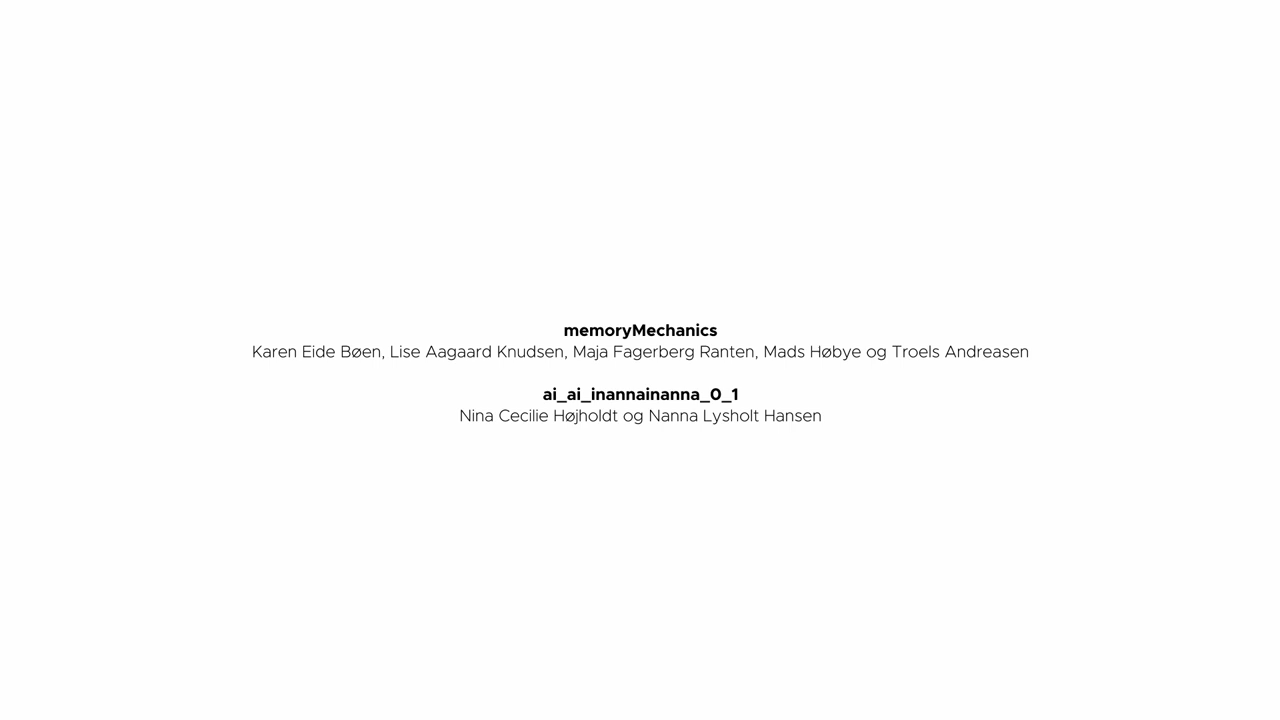 memoryMechanics
Karen Eide Bøen, Lise Aagaard Knudsen, Maja Fagerberg Ranten, Mads Høbye og Troels Andreasen
ai_ai_inannainanna_0_1
Nina Cecilie Højholdt og Nanna Lysholt Hansen